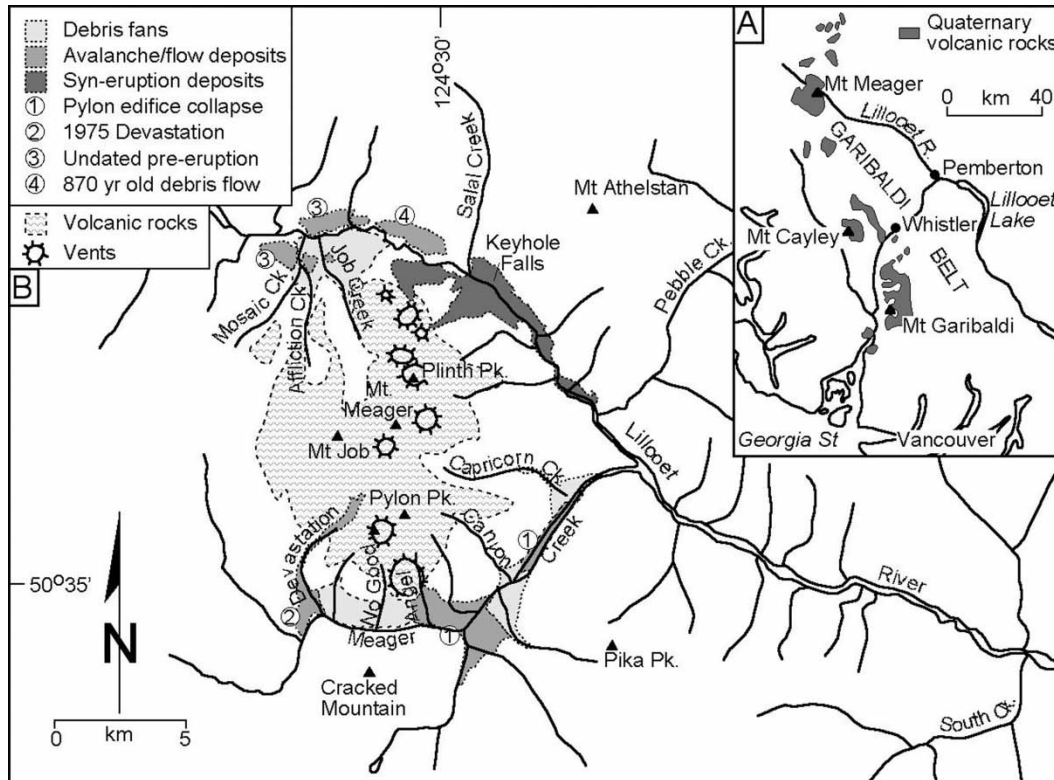 Debris fans
Avalanche/flow deposits
Syn-eruption deposits
① Pylon edifice collapse
② 1975 Devastation
③ Undated pre-eruption
④ 870 yr old debris flow
Volcanic rocks
Vents
B
124º30'
Salal Creek
Mt Athelstan
Keyhole
Falls
Pebble Ck.
③
④
③
Mosaic Ck
Affliction Ck
Job Creek
Plinth Pk.
Mt.
Meager
Mt Job
Capricorn Ck.
Lillooet
Pylon Pk.
Devastation
No Good
Angel
Canyon
Creek
①
50º35'
②
Meager
①
River
Pika Pk.
Cracked
Mountain
South Ck.
N
0 5
km
A
Quaternary
volcanic rocks
Mt Meager
0 40
km
Lillocet R.
GARIBALDI
Pemberton
Lillooet
Lake
Whistler
Mt Cayley
BELT
Mt Garibaldi
Georgia St
Vancouver